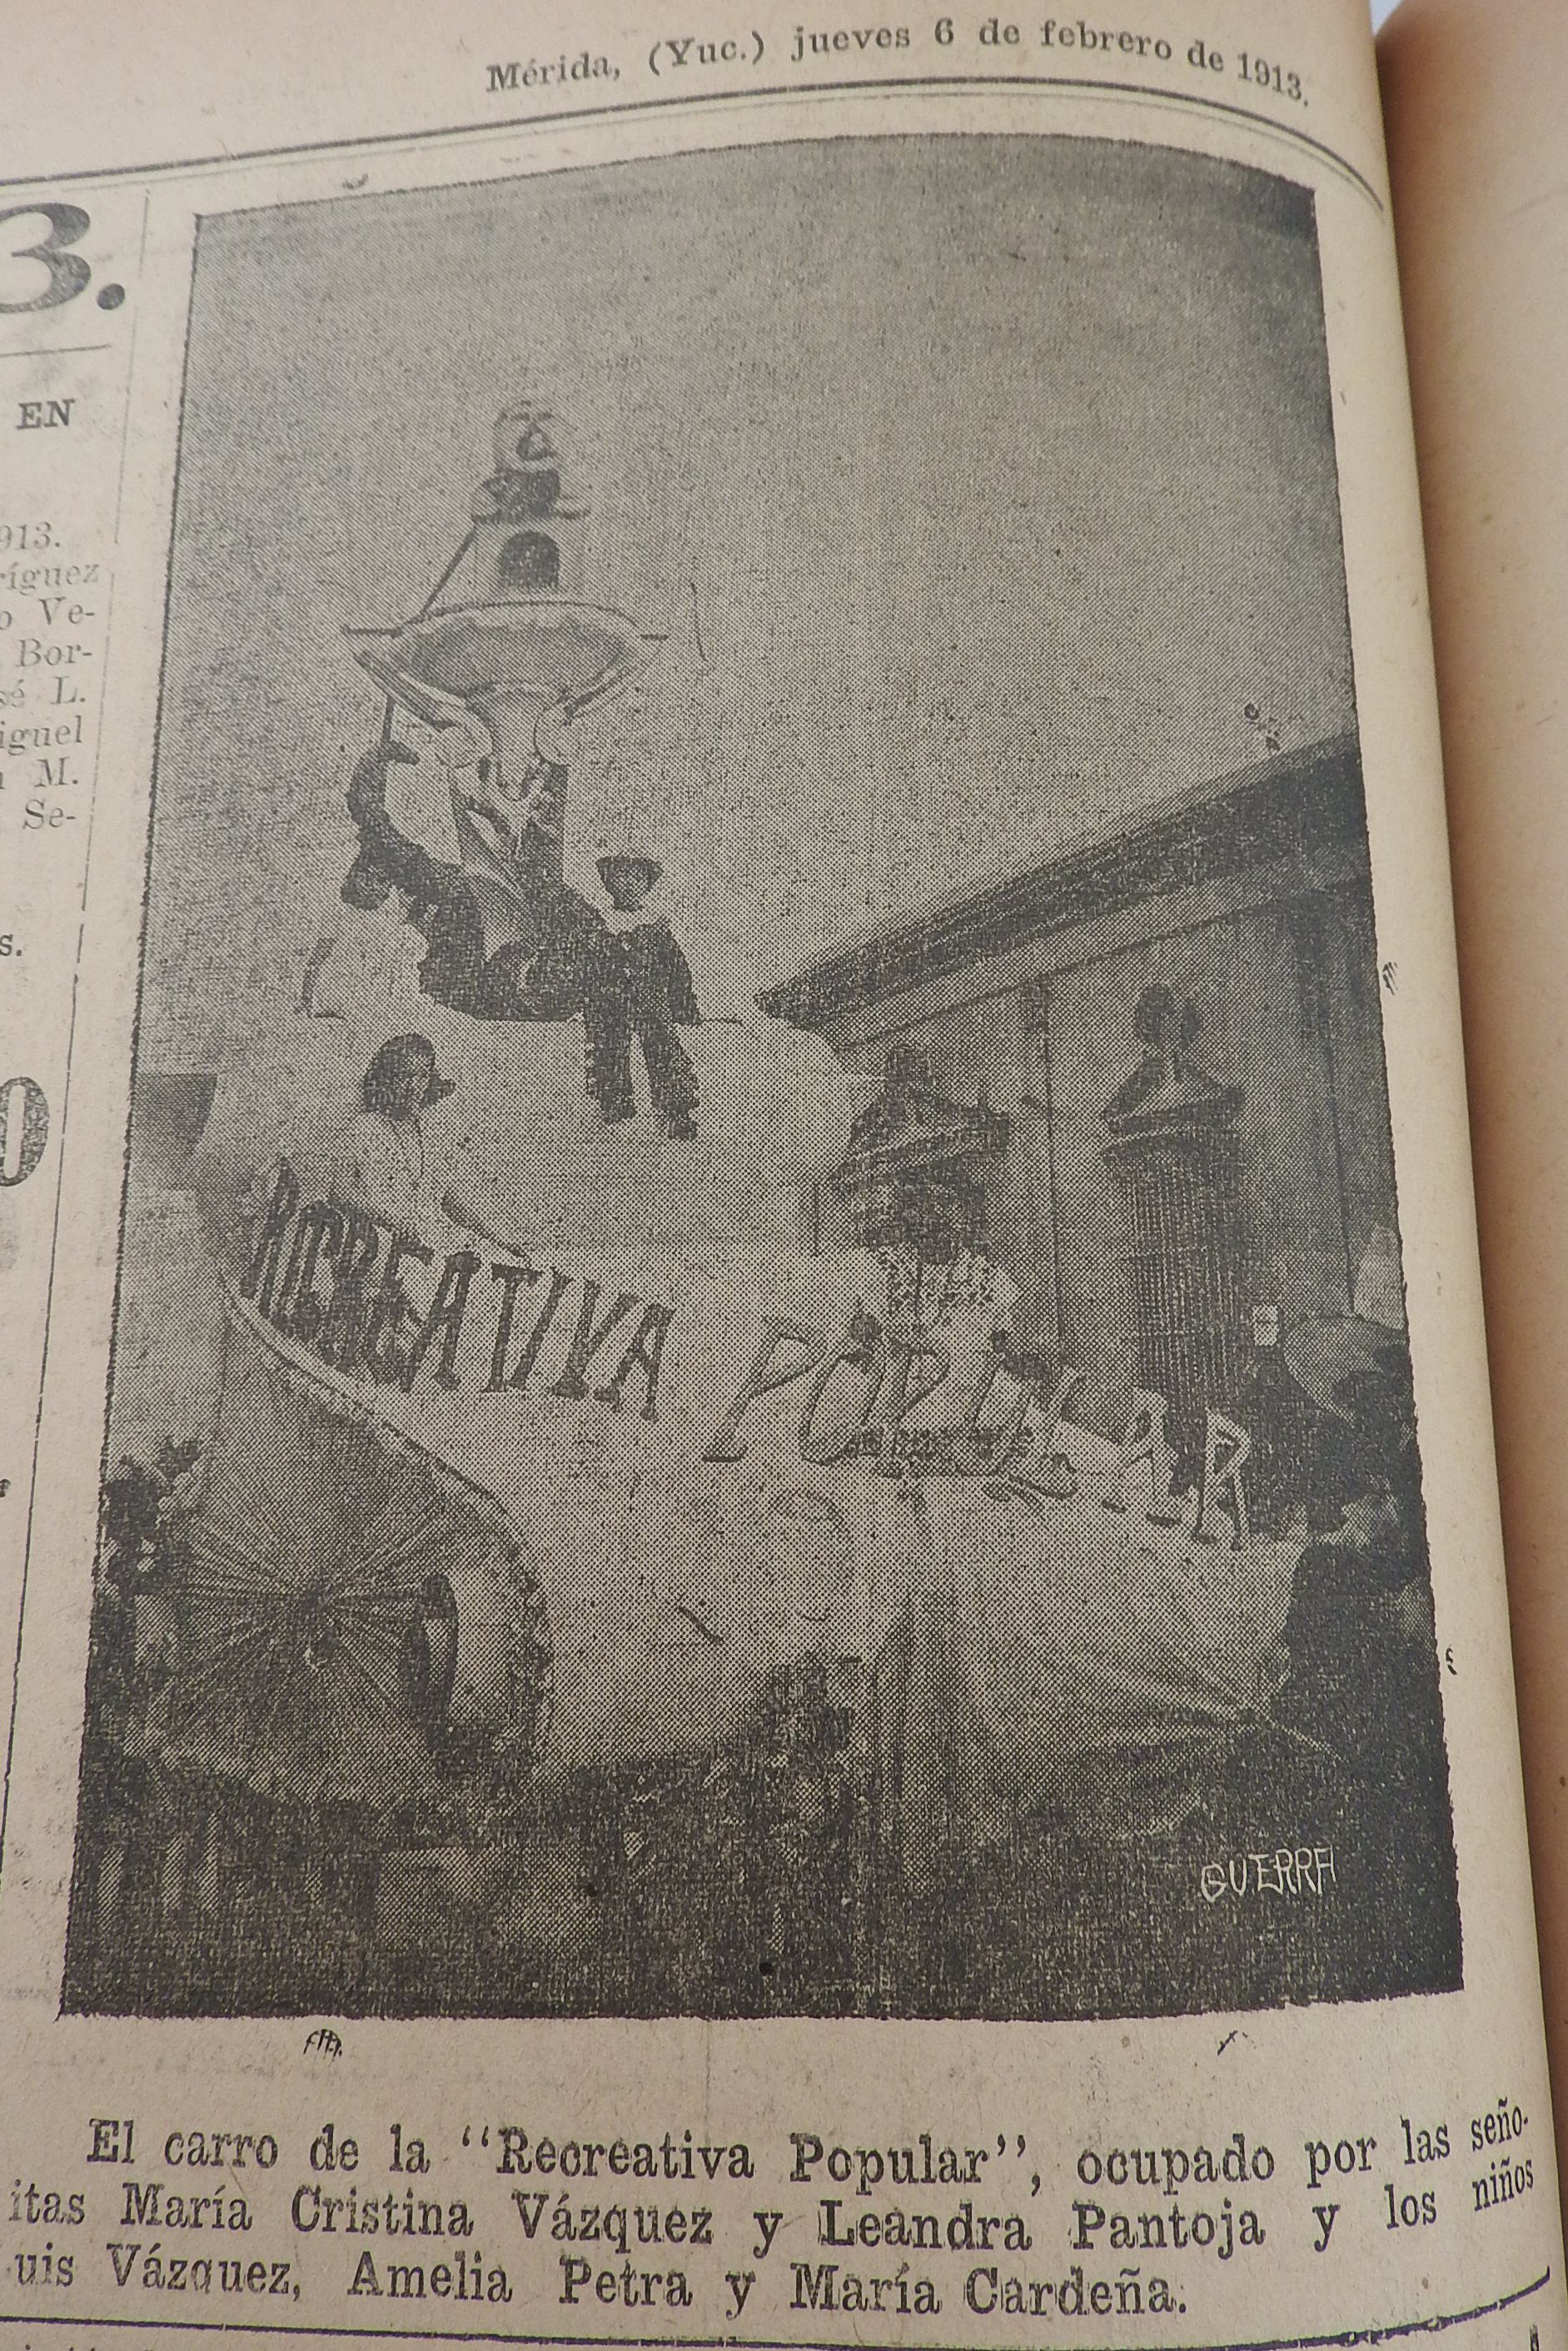 Mérida, (Yuc.) jueves 6 de febrero de 1913.
3.
EN
913.
ríguez
o Ve-
Bor-
sé L.
iguel
M.
Se-
s.
0
RECREATIVA POPULAR
GUERRA
El carro de la "Recreativa Popular", ocupado por las seño-
itas María Cristina Vázquez y Leandra Pantoja y los niños
uis Vázquez, Amelia Petra y María Cardeña.